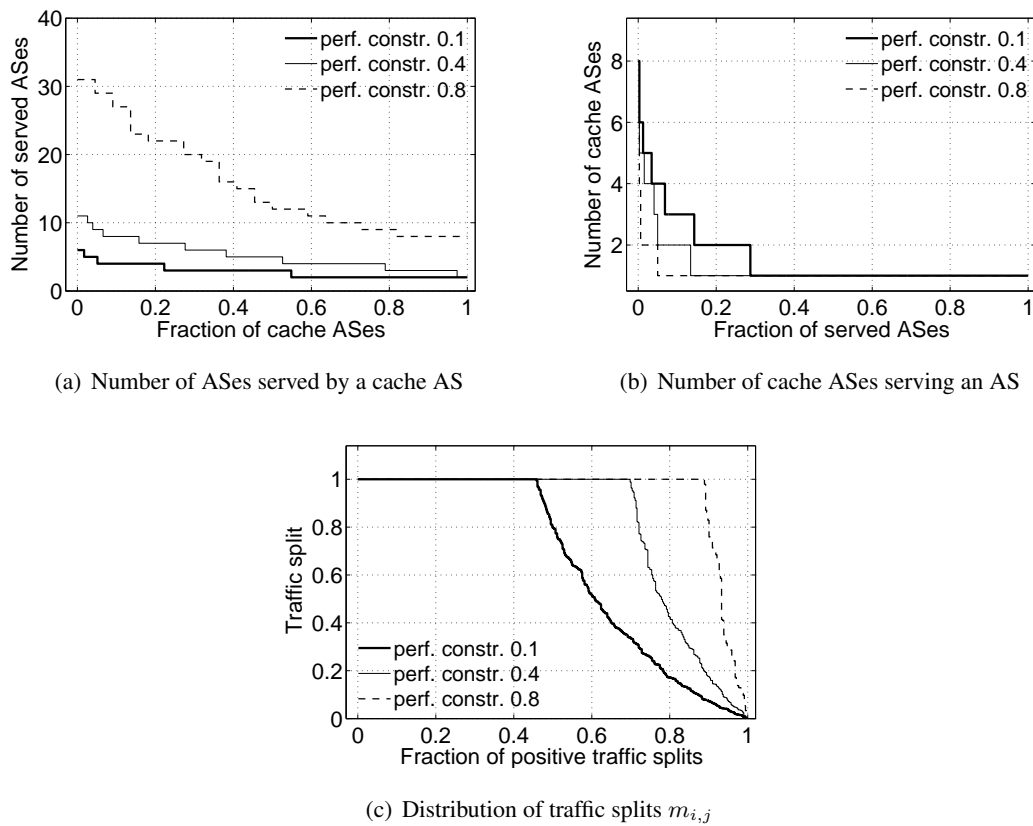 40
30
20
10
0
0 0.2 0.4 0.6 0.8 1
Number of served ASes
Fraction of cache ASes
perf. constr. 0.1
perf. constr. 0.4
perf. constr. 0.8
(a) Number of ASes served by a cache AS
8
6
4
2
0 0.2 0.4 0.6 0.8 1
Number of cache ASes
Fraction of served ASes
perf. constr. 0.1
perf. constr. 0.4
perf. constr. 0.8
(b) Number of cache ASes serving an AS
1
0.8
0.6
0.4
0.2
0
0 0.2 0.4 0.6 0.8 1
Traffic split
Fraction of positive traffic splits
perf. constr. 0.1
perf. constr. 0.4
perf. constr. 0.8
(c) Distribution of traffic splits m_{i,j}